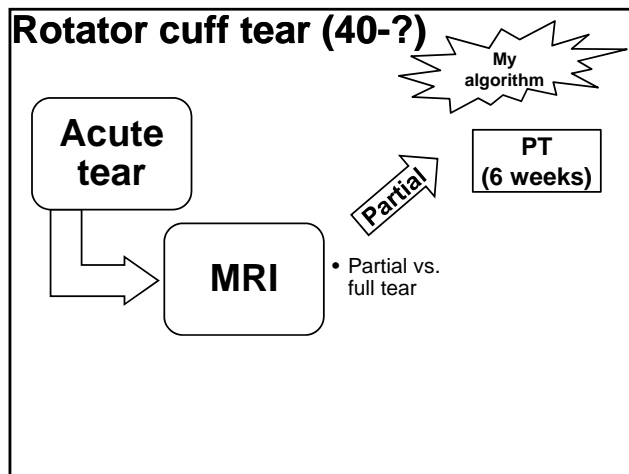 Rotator cuff tear (40-?)
My
algorithm
Acute
tear
PT
(6 weeks)
Partial
MRI
• Partial vs.
full tear